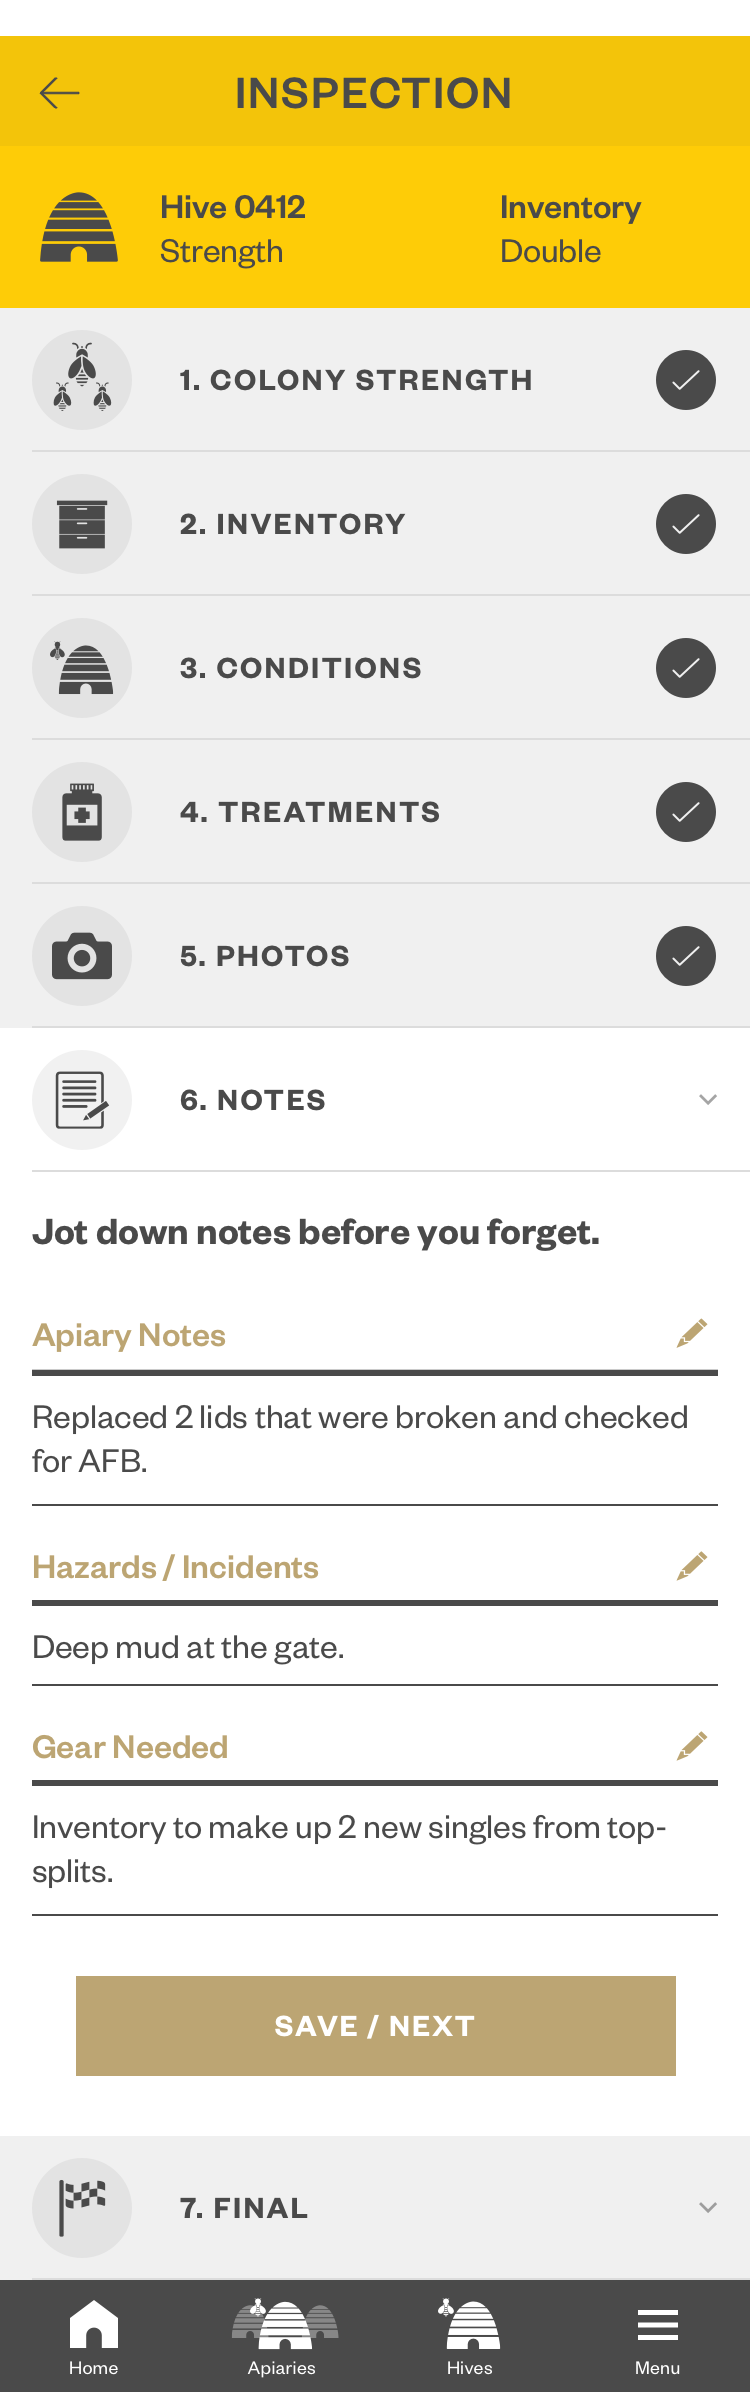 INSPECTION
Hive 0412
Strength
Inventory
Double
1. COLONY STRENGTH
2. INVENTORY
3. CONDITIONS
4. TREATMENTS
5. PHOTOS
6. NOTES
Jot down notes before you forget.
Apiary Notes
Replaced 2 lids that were broken and checked
for AFB.
Hazards / Incidents
Deep mud at the gate.
Gear Needed
Inventory to make up 2 new singles from top-
splits.
SAVE / NEXT
7. FINAL
Home
Apiaries
Hives
Menu